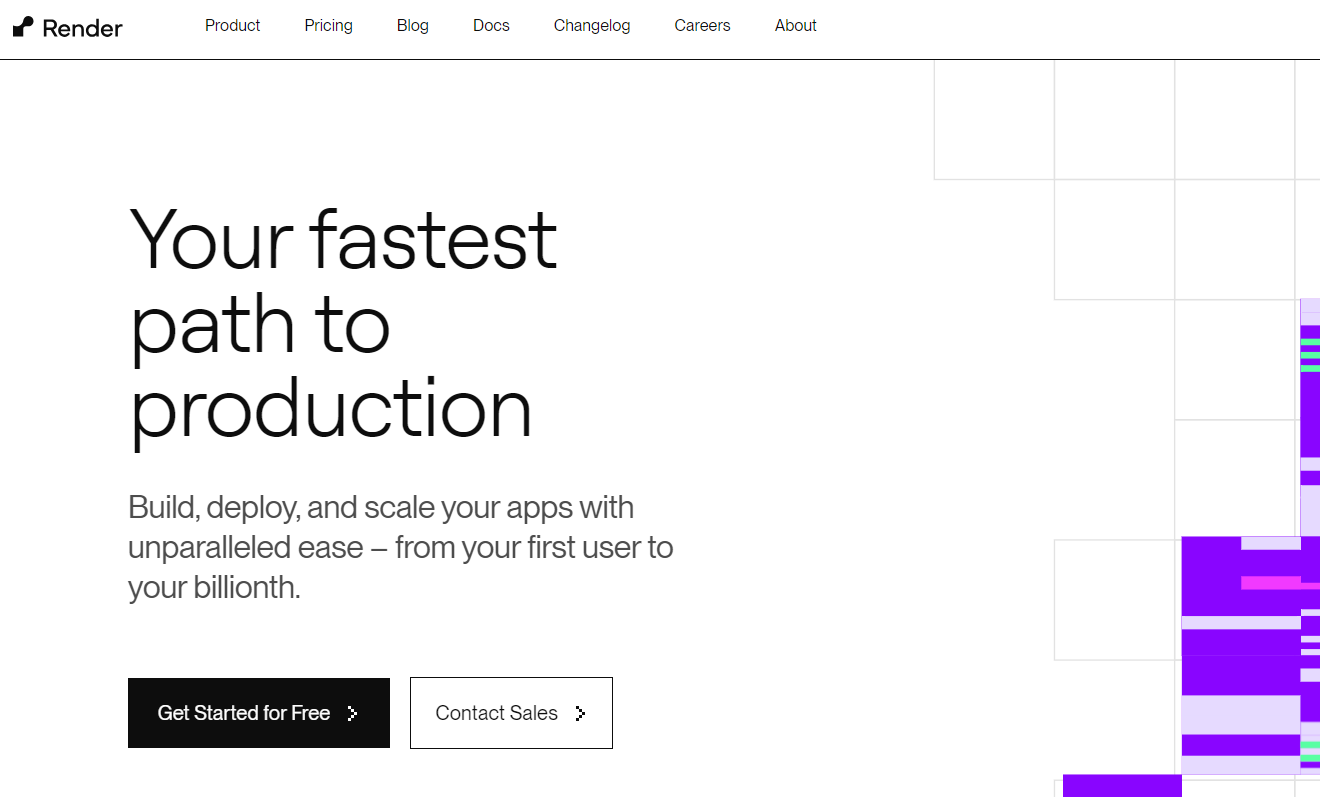 Render
Product Pricing Blog Docs Changelog Careers About
Your fastest
path to
production
Build, deploy, and scale your apps with
unparalleled ease – from your first user to
your billionth.
Get Started for Free
Contact Sales